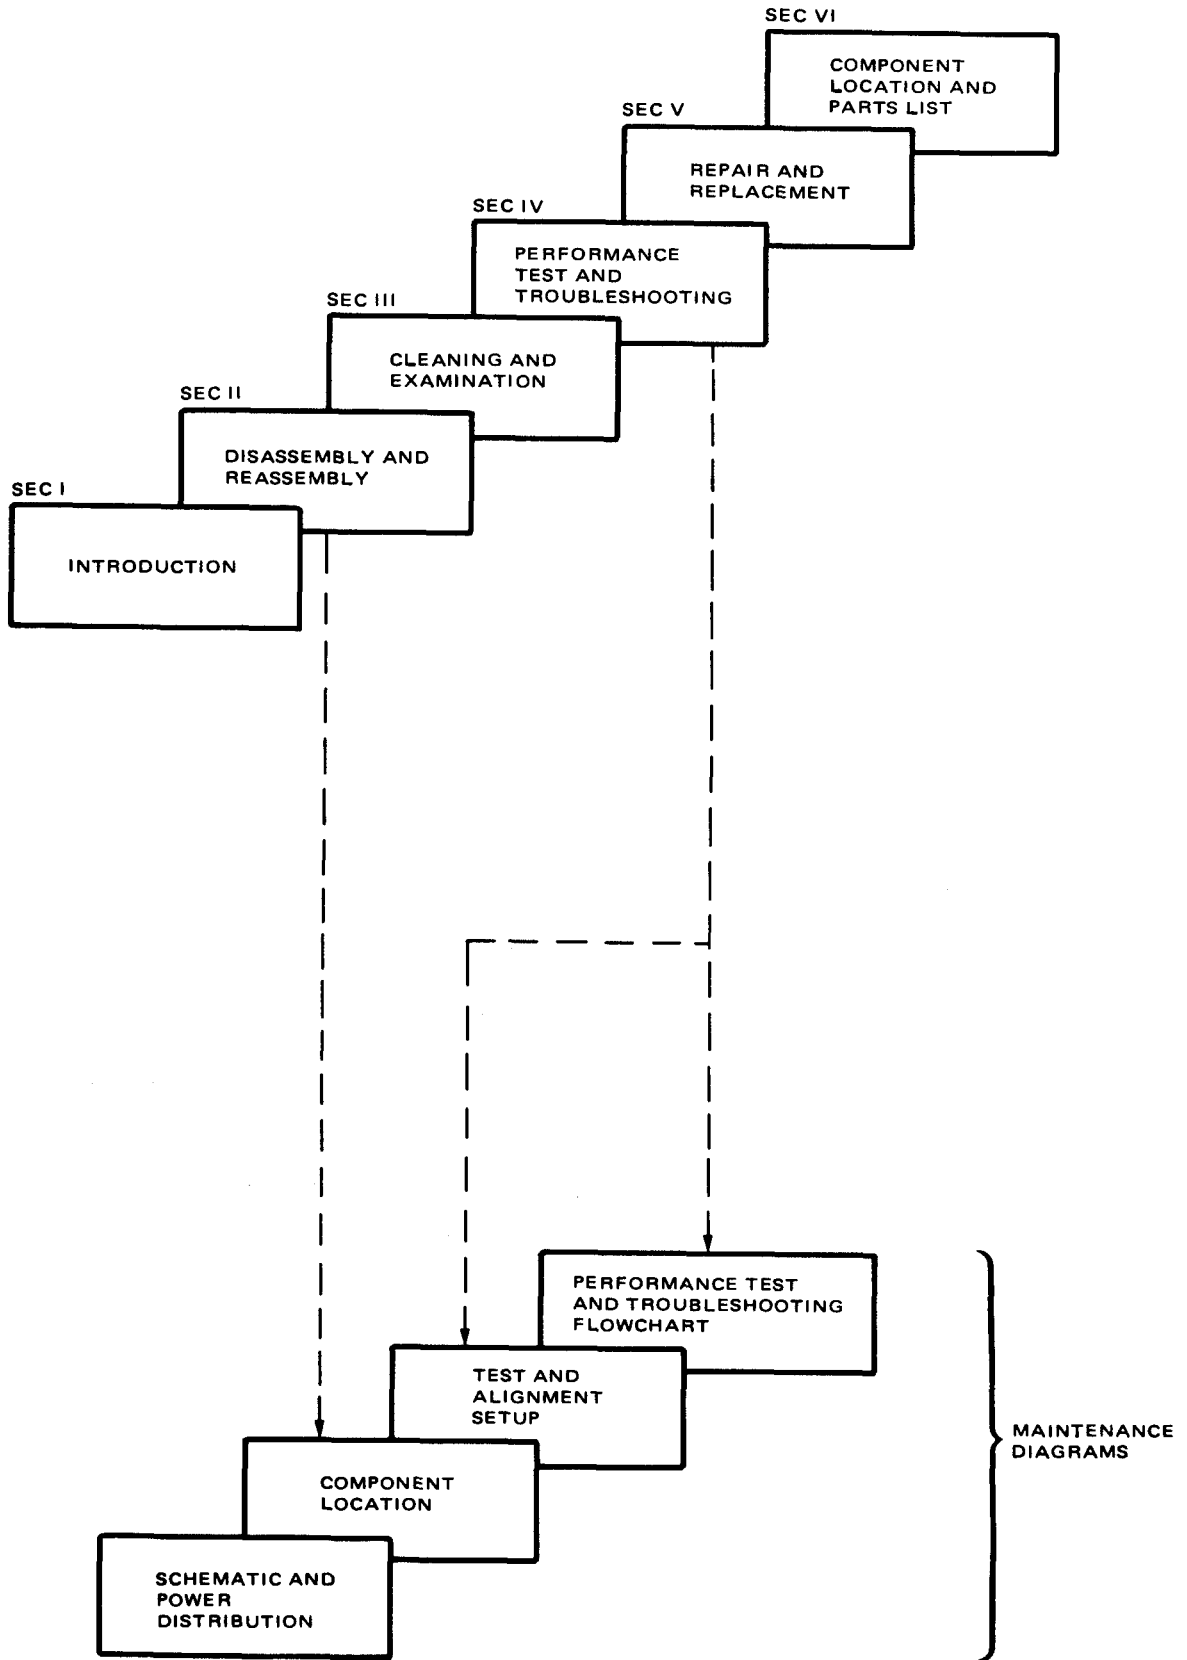 SEC VI
COMPONENT
LOCATION AND
PARTS LIST
SEC V
REPAIR AND
REPLACEMENT
SEC IV
PERFORMANCE
TEST AND
TROUBLESHOOTING
SEC III
CLEANING AND
EXAMINATION
SEC II
DISASSEMBLY AND
REASSEMBLY
SEC I
INTRODUCTION
PERFORMANCE TEST
AND TROUBLESHOOTING
FLOWCHART
TEST AND
ALIGNMENT
SETUP
MAINTENANCE
DIAGRAMS
COMPONENT
LOCATION
SCHEMATIC AND
POWER
DISTRIBUTION